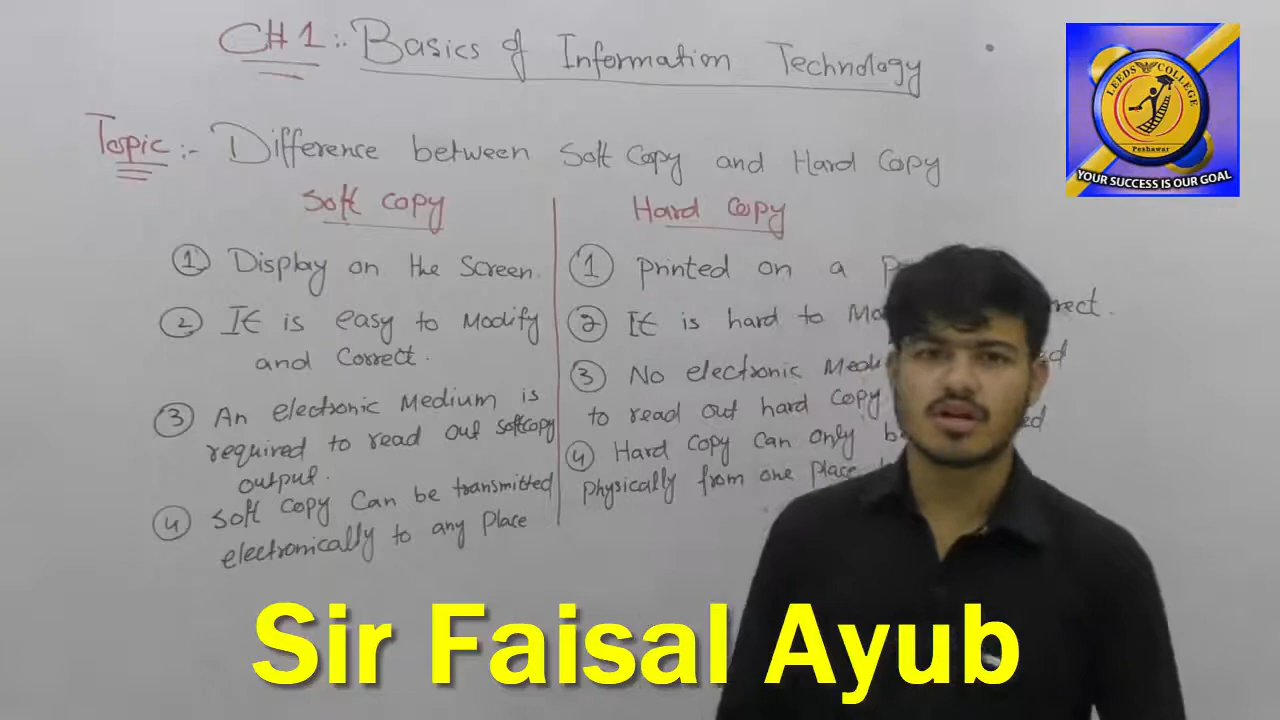 CH 1:- Basics of Information Technology
Topic:- Difference between Soft Copy and Hard Copy
Soft copy
① Display on the Screen.
② It is easy to Modify
and Correct.
③ An electronic Medium is
required to read out softcopy
output.
④ Soft copy Can be transmitted
electronically to any Place
Hard copy
① printed on a
② It is hard to
③ No electronic
to read out hard copy
④ Hard copy can only
physically from one place
LEEDS COLLEGE
Peshawar
YOUR SUCCESS IS OUR GOAL
Sir Faisal Ayub